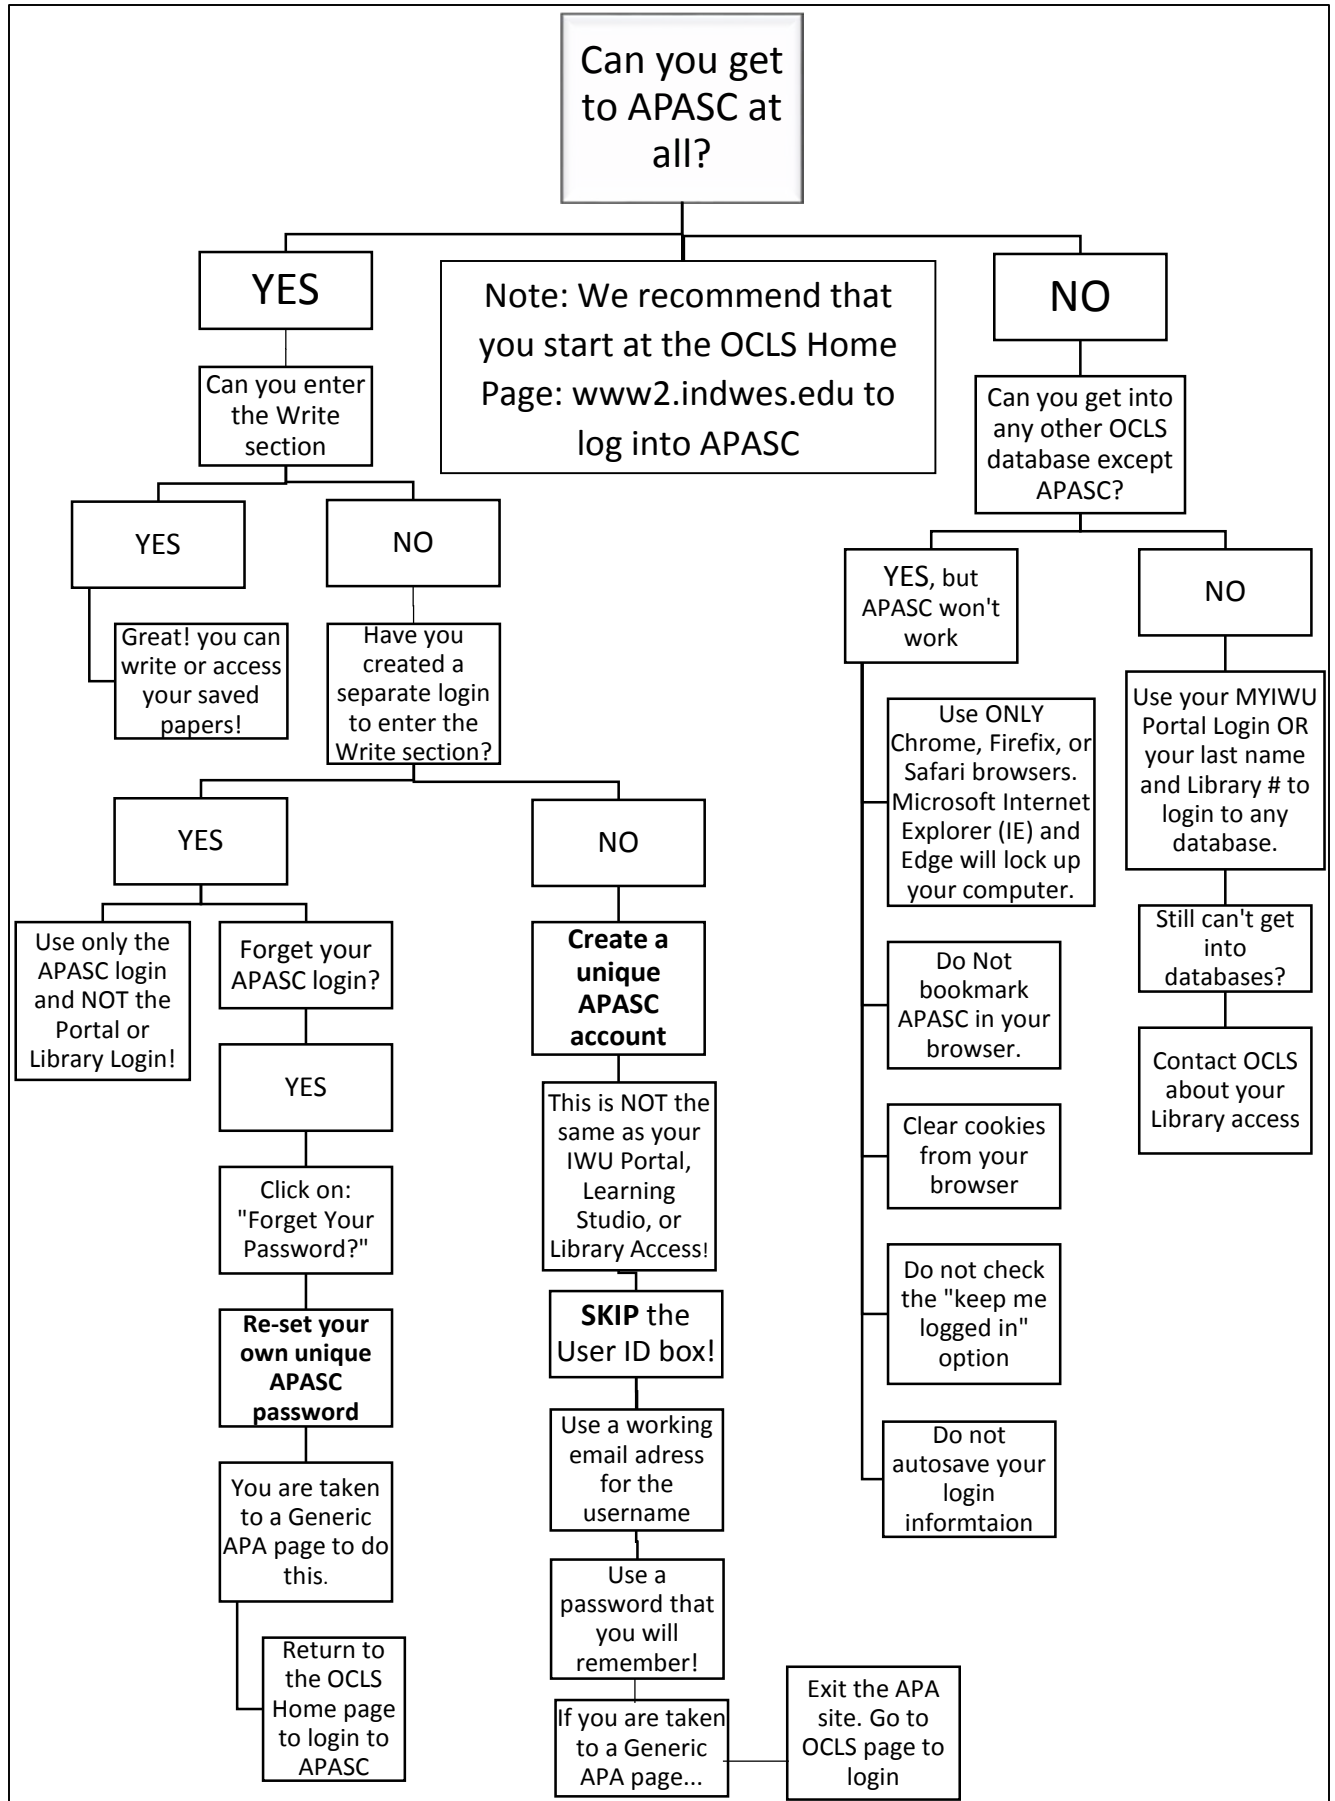 Can you get
to APASC at
all?
YES
Note: We recommend that
you start at the OCLS Home
Page: www2.indwes.edu to
log into APASC
NO
Can you enter
the Write
section
YES
Great! you can
write or access
your saved
papers!
NO
Have you
created a
separate login
to enter the
Write section?
YES
Use only the
APASC login
and NOT the
Portal or
Library Login!
Forget your
APASC login?
YES
Click on:
"Forget Your
Password?"
Re-set your
own unique
APASC
password
You are taken
to a Generic
APA page to do
this.
Return to
the OCLS
Home page
to login to
APASC
NO
Create a
unique
APASC
account
This is NOT the
same as your
IWU Portal,
Learning
Studio, or
Library Access!
SKIP the
User ID box!
Use a working
email adress
for the
username
Use a
password that
you will
remember!
If you are taken
to a Generic
APA page...
Exit the APA
site. Go to
OCLS page to
login
Can you get into
any other OCLS
database except
APASC?
YES, but
APASC won't
work
Use ONLY
Chrome, Firefix, or
Safari browsers.
Microsoft Internet
Explorer (IE) and
Edge will lock up
your computer.
Do Not
bookmark
APASC in your
browser.
Clear cookies
from your
browser
Do not check
the "keep me
logged in"
option
Do not
autosave your
login
informtaion
NO
Use your MYIWU
Portal Login OR
your last name
and Library # to
login to any
database.
Still can't get
into
databases?
Contact OCLS
about your
Library access